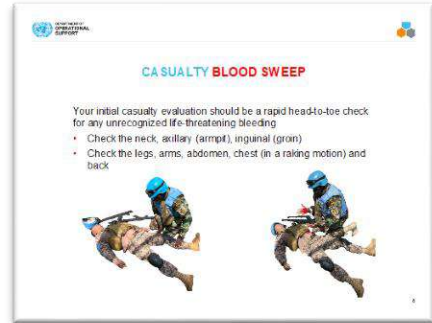 DEPARTMENT OF
OPERATIONAL
SUPPORT
CASUALTY BLOOD SWEEP
Your initial casualty evaluation should be a rapid head-to-toe check
for any unrecognized life-threatening bleeding
• Check the neck, axillary (armpit), inguinal (groin)
• Check the legs, arms, abdomen, chest (in a raking motion) and
back